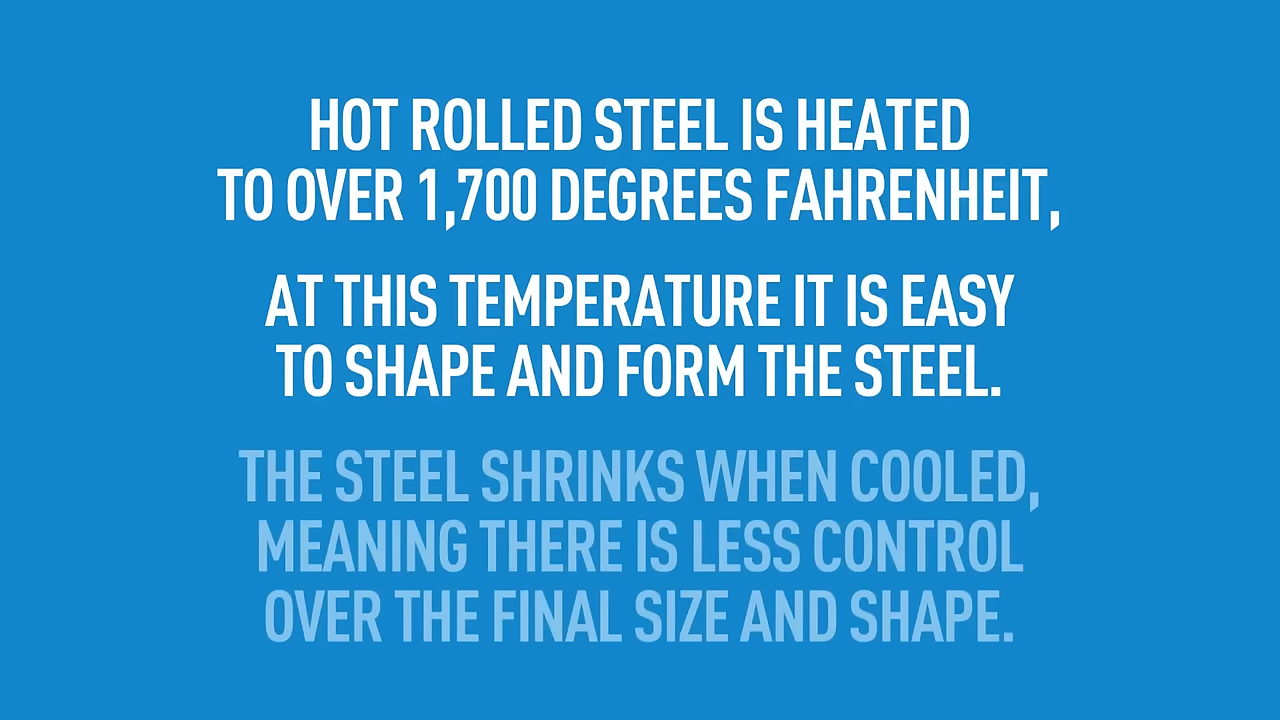 HOT ROLLED STEEL IS HEATED
TO OVER 1,700 DEGREES FAHRENHEIT,
AT THIS TEMPERATURE IT IS EASY
TO SHAPE AND FORM THE STEEL.
THE STEEL SHRINKS WHEN COOLED,
MEANING THERE IS LESS CONTROL
OVER THE FINAL SIZE AND SHAPE.